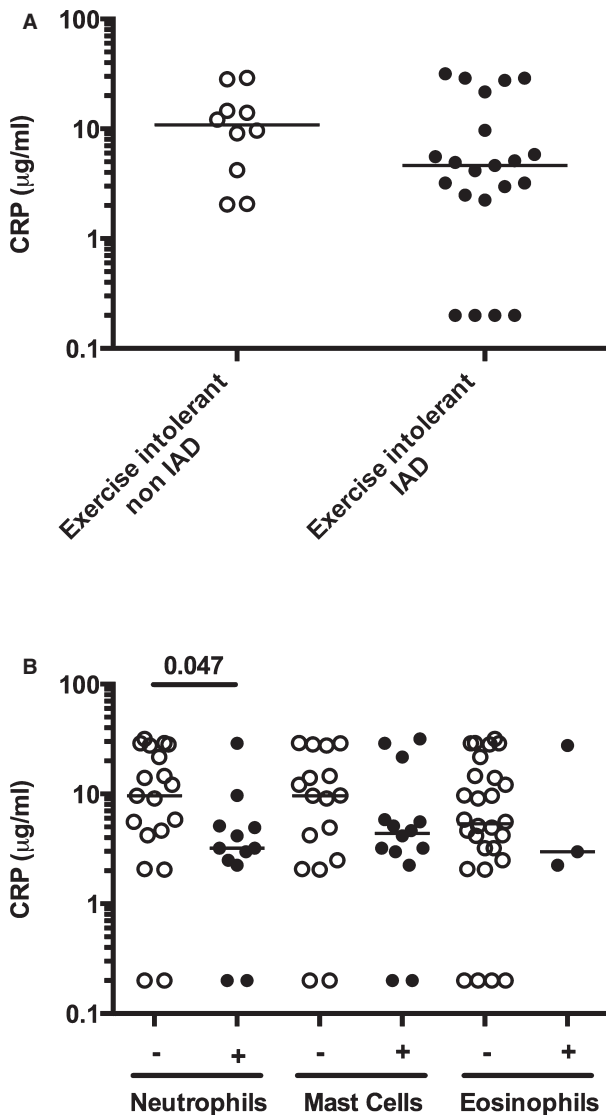 A
100
10
1
0.1
CRP (μg/ml)
Exercise intolerant
non IAD
Exercise intolerant
IAD
B
0.047
100
10
1
0.1
CRP (μg/ml)
- + - + - +
Neutrophils Mast Cells Eosinophils